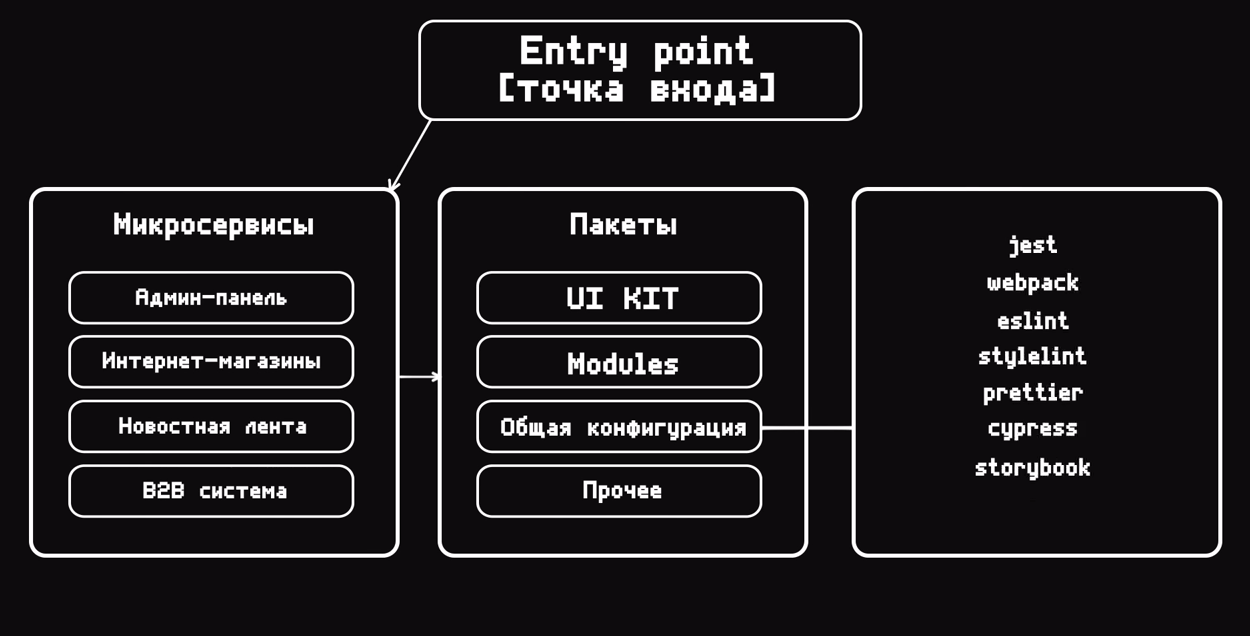 Entry point
[точка входа]
Микросервисы
Админ-панель
Интернет-магазины
Новостная лента
B2B система
Пакеты
UI KIT
Modules
Общая конфигурация
Прочее
jest
webpack
eslint
stylelint
prettier
cypress
storybook